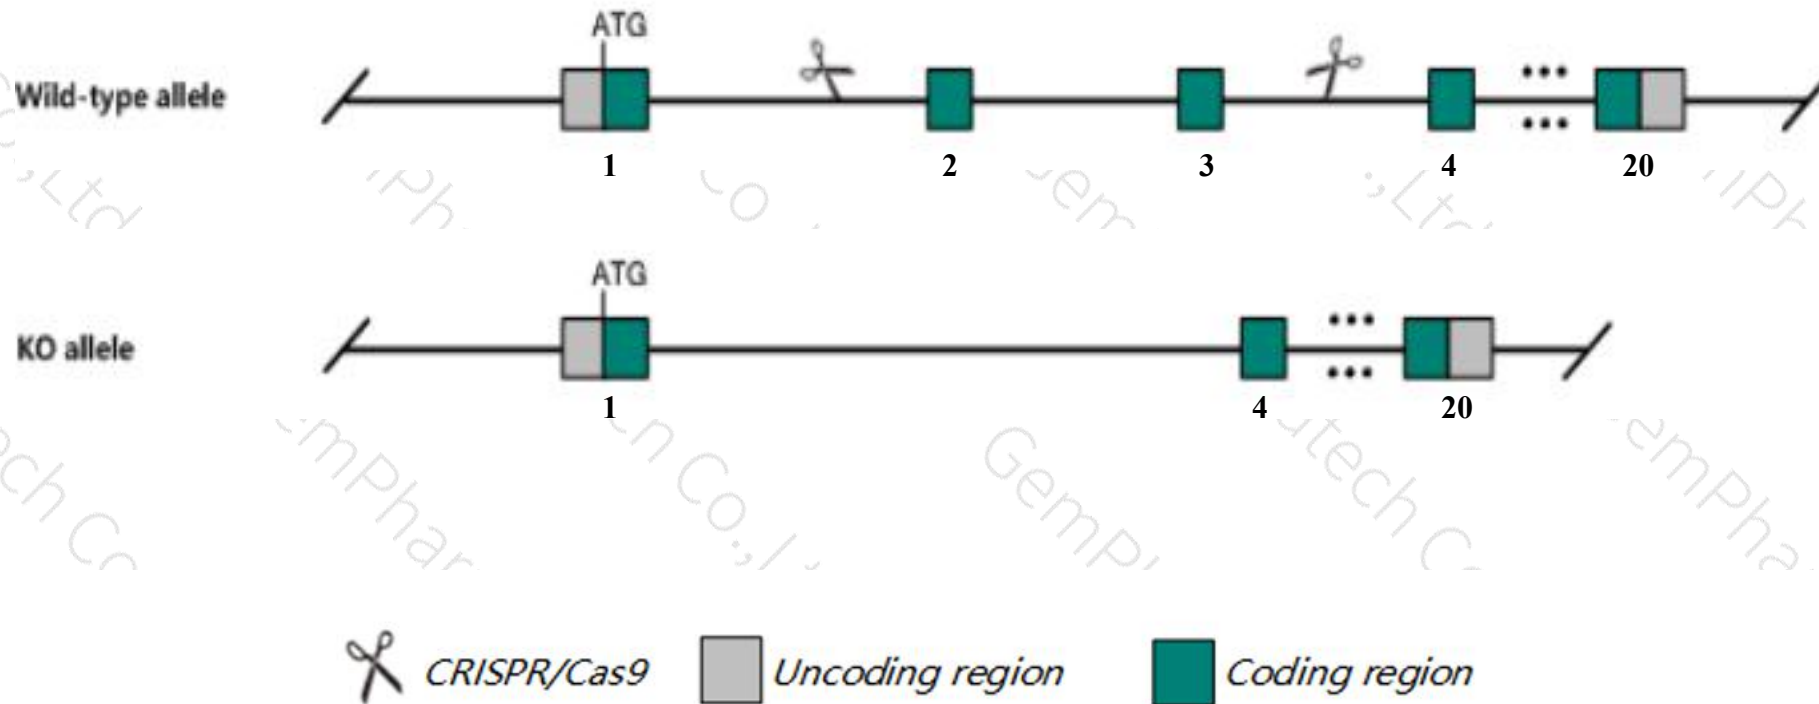 ATG
Wild-type allele
1 2 3 4 20
ATG
KO allele
1 4 20
CRISPR/Cas9 Uncoding region Coding region